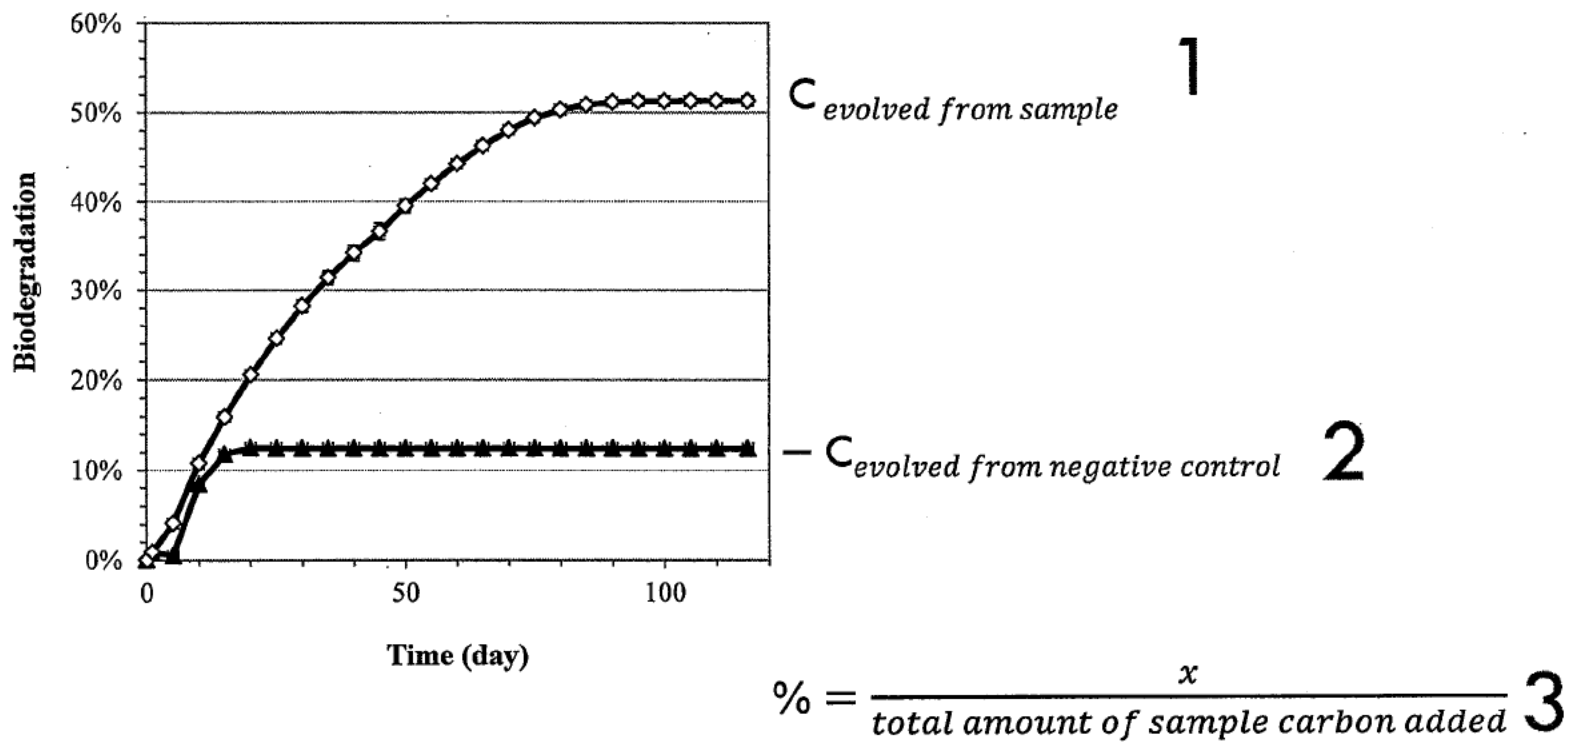 60%
50%
40%
30%
20%
10%
0%
Biodegradation
0 50 100
Time (day)
C evolved from sample 1
− C evolved from negative control 2
% = x / total amount of sample carbon added 3